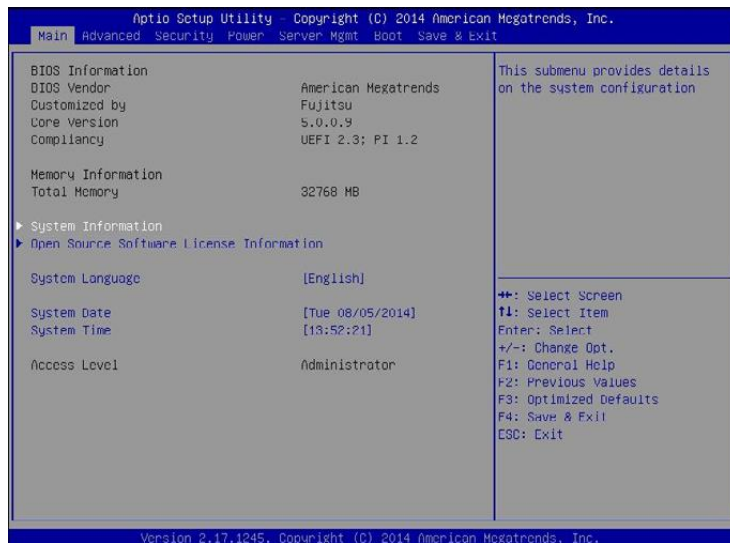 Aptio Setup Utility - Copyright (C) 2014 American Megatrends, Inc.
Main Advanced Security Power Server Mgmt Boot Save & Exit
BIOS Information
BIOS Vendor American Megatrends
Customized by Fujitsu
Core Version 5.0.0.9
Compliancy UEFI 2.3; PI 1.2
Memory Information
Total Memory 32768 MB
System Information
Open Source Software License Information
System Language [English]
System Date [Tue 08/05/2014]
System Time [13:52:21]
Access Level Administrator
This submenu provides details
on the system configuration
→←: Select Screen
↑↓: Select Item
Enter: Select
+/-: Change Opt.
F1: General Help
F2: Previous Values
F3: Optimized Defaults
F4: Save & Exit
ESC: Exit
Version 2.17.1245. Copyright (C) 2014 American Megatrends, Inc.